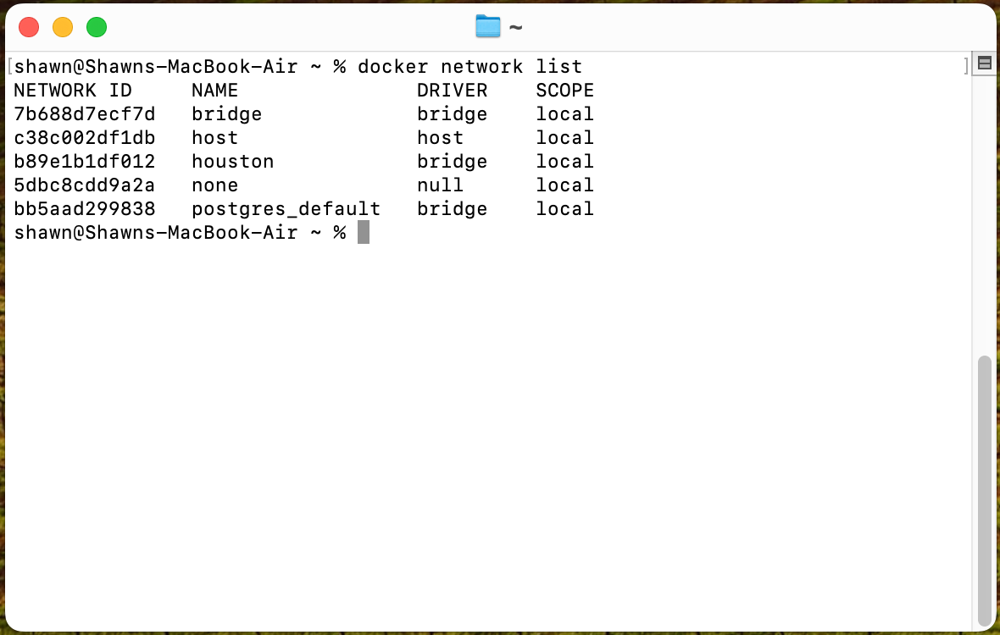 ~
[shawn@Shawns-MacBook-Air ~ % docker network list ]
NETWORK ID NAME DRIVER SCOPE
7b688d7ecf7d bridge bridge local
c38c002df1db host host local
b89e1b1df012 houston bridge local
5dbc8cdd9a2a none null local
bb5aad299838 postgres_default bridge local
shawn@Shawns-MacBook-Air ~ %